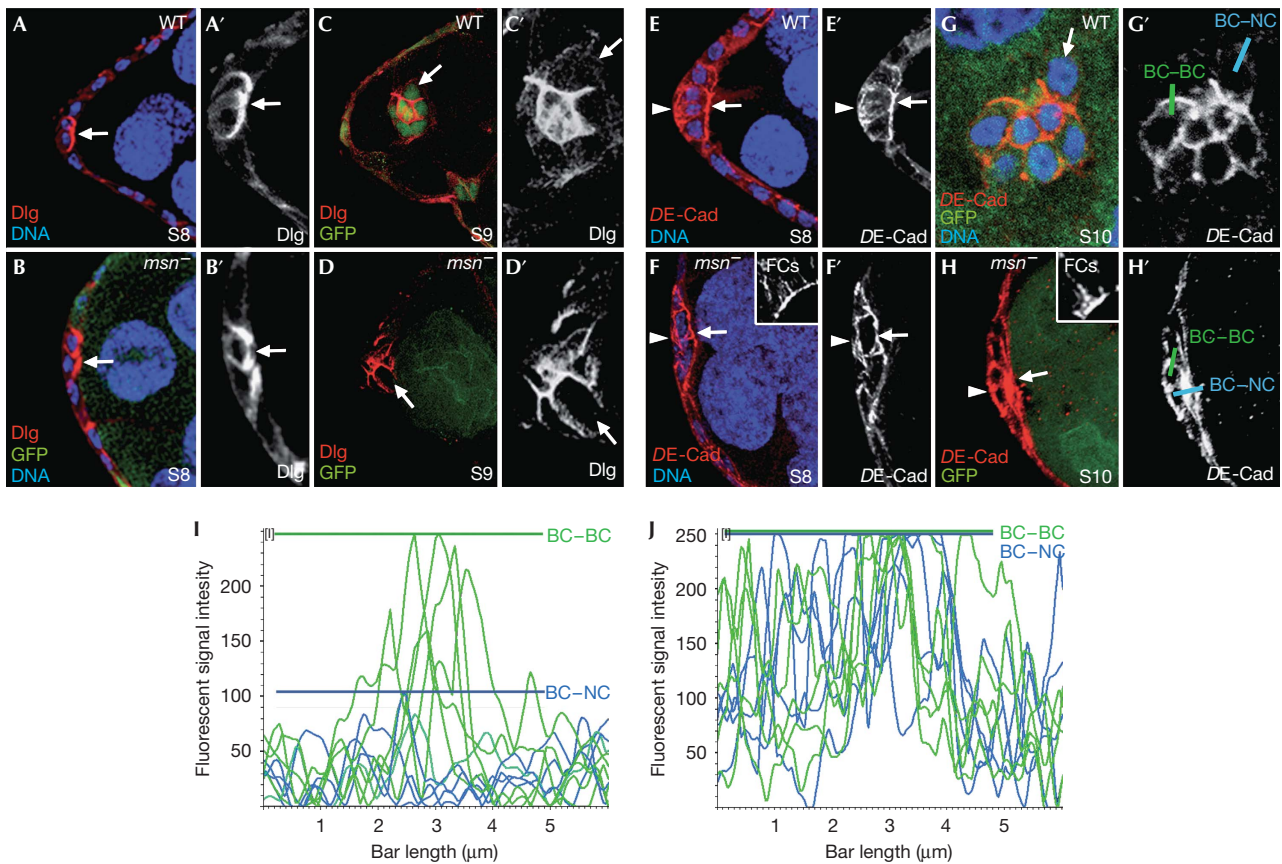 A
WT
Dlg
DNA
S8
A′
Dlg
C
WT
Dlg
GFP
S9
C′
Dlg
E
WT
DE-Cad
DNA
S8
E′
DE-Cad
G
WT
DE-Cad
GFP
DNA
S10
G′
BC–NC
BC–BC
DE-Cad
B
msn–
Dlg
GFP
DNA
S8
B′
Dlg
D
msn–
Dlg
GFP
S9
D′
Dlg
F
msn–
FCs
DE-Cad
DNA
S8
F′
DE-Cad
H
msn–
FCs
DE-Cad
GFP
S10
H′
BC–BC
BC–NC
DE-Cad
I
[I]
BC–BC
BC–NC
200
150
100
50
Fluorescent signal intesity
1 2 3 4 5
Bar length (μm)
J
[I]
BC–BC
BC–NC
250
200
150
100
50
Fluorescent signal intesity
1 2 3 4 5
Bar length (μm)